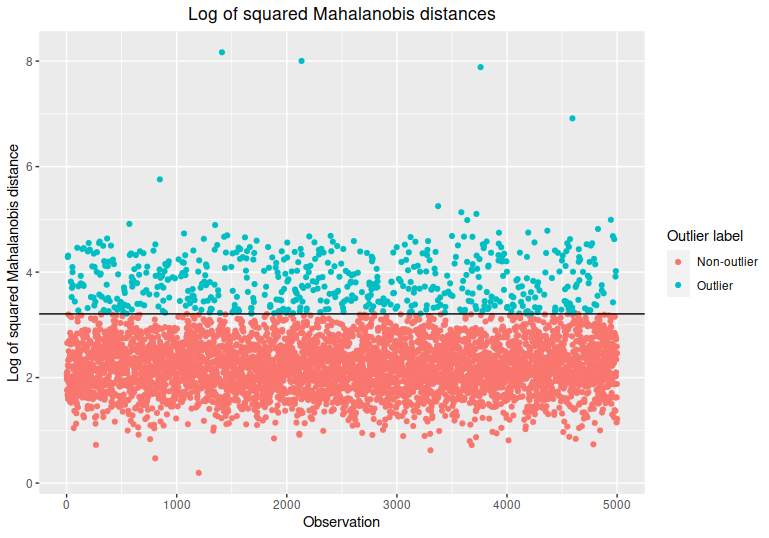 Log of squared Mahalanobis distances
Log of squared Mahalanobis distance
8
6
4
2
0
0 1000 2000 3000 4000 5000
Observation
Outlier label
Non-outlier
Outlier